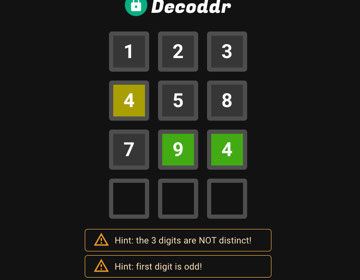 Decoddr
1 2 3
4 5 8
7 9 4
Hint: the 3 digits are NOT distinct!
Hint: first digit is odd!